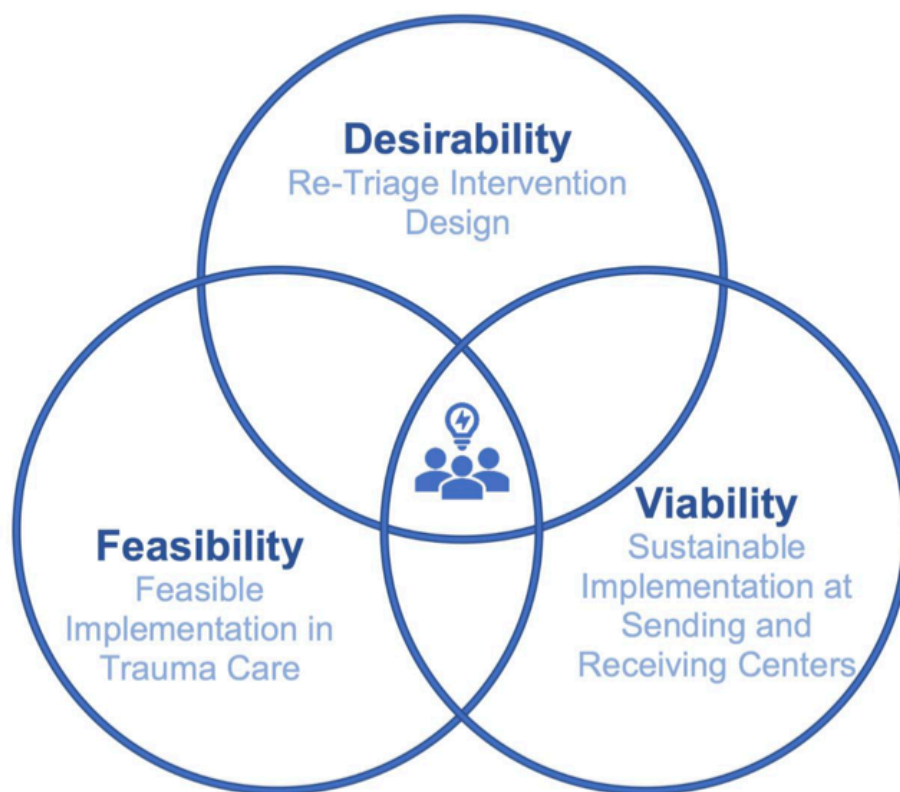 Desirability
Re-Triage Intervention
Design
Feasibility
Feasible
Implementation in
Trauma Care
Viability
Sustainable
Implementation at
Sending and
Receiving Centers